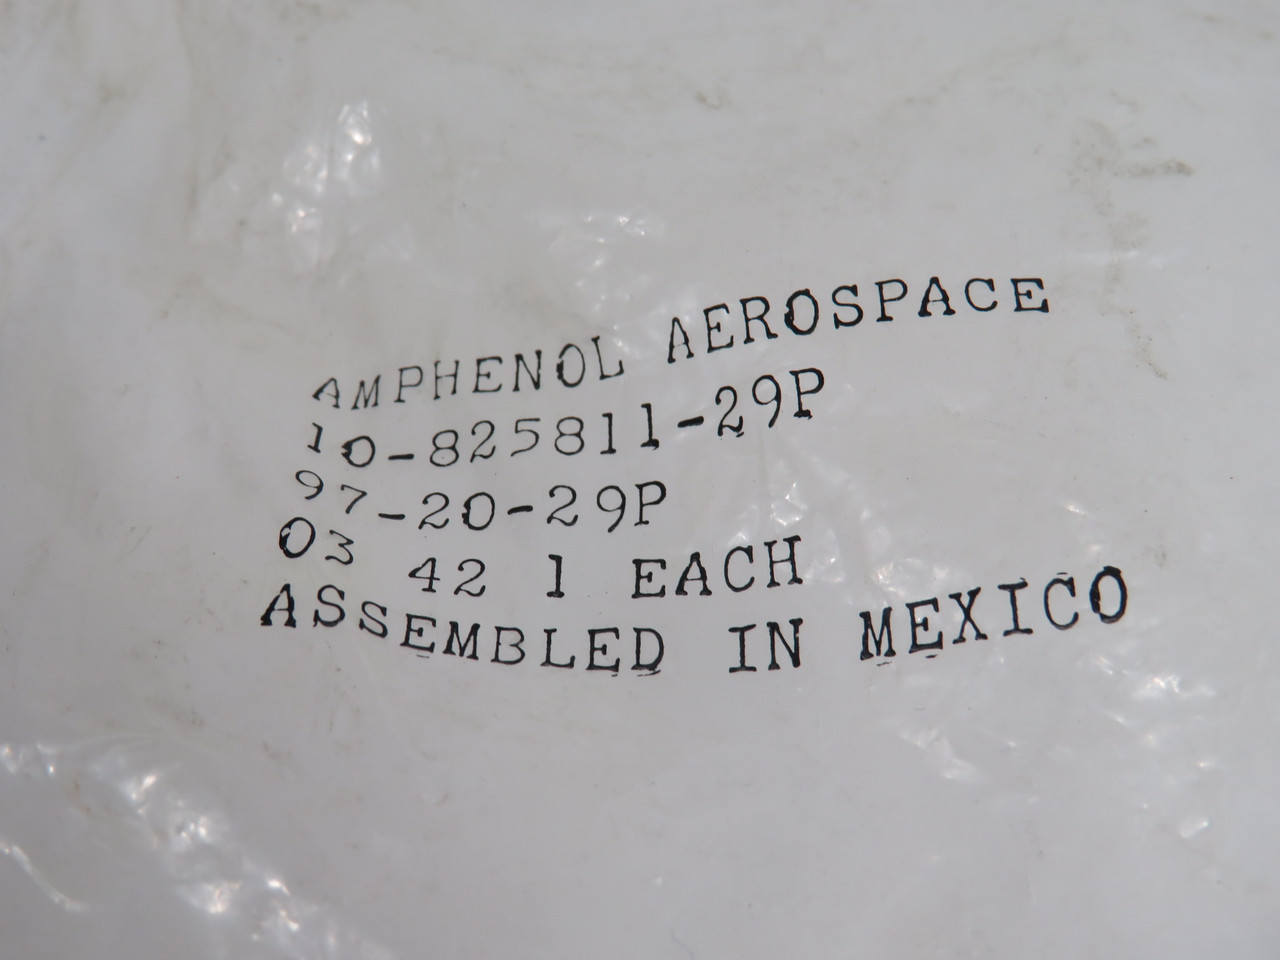 AMPHENOL AEROSPACE
10-825811-29P
97-20-29P
03 42 1 EACH
ASSEMBLED IN MEXICO